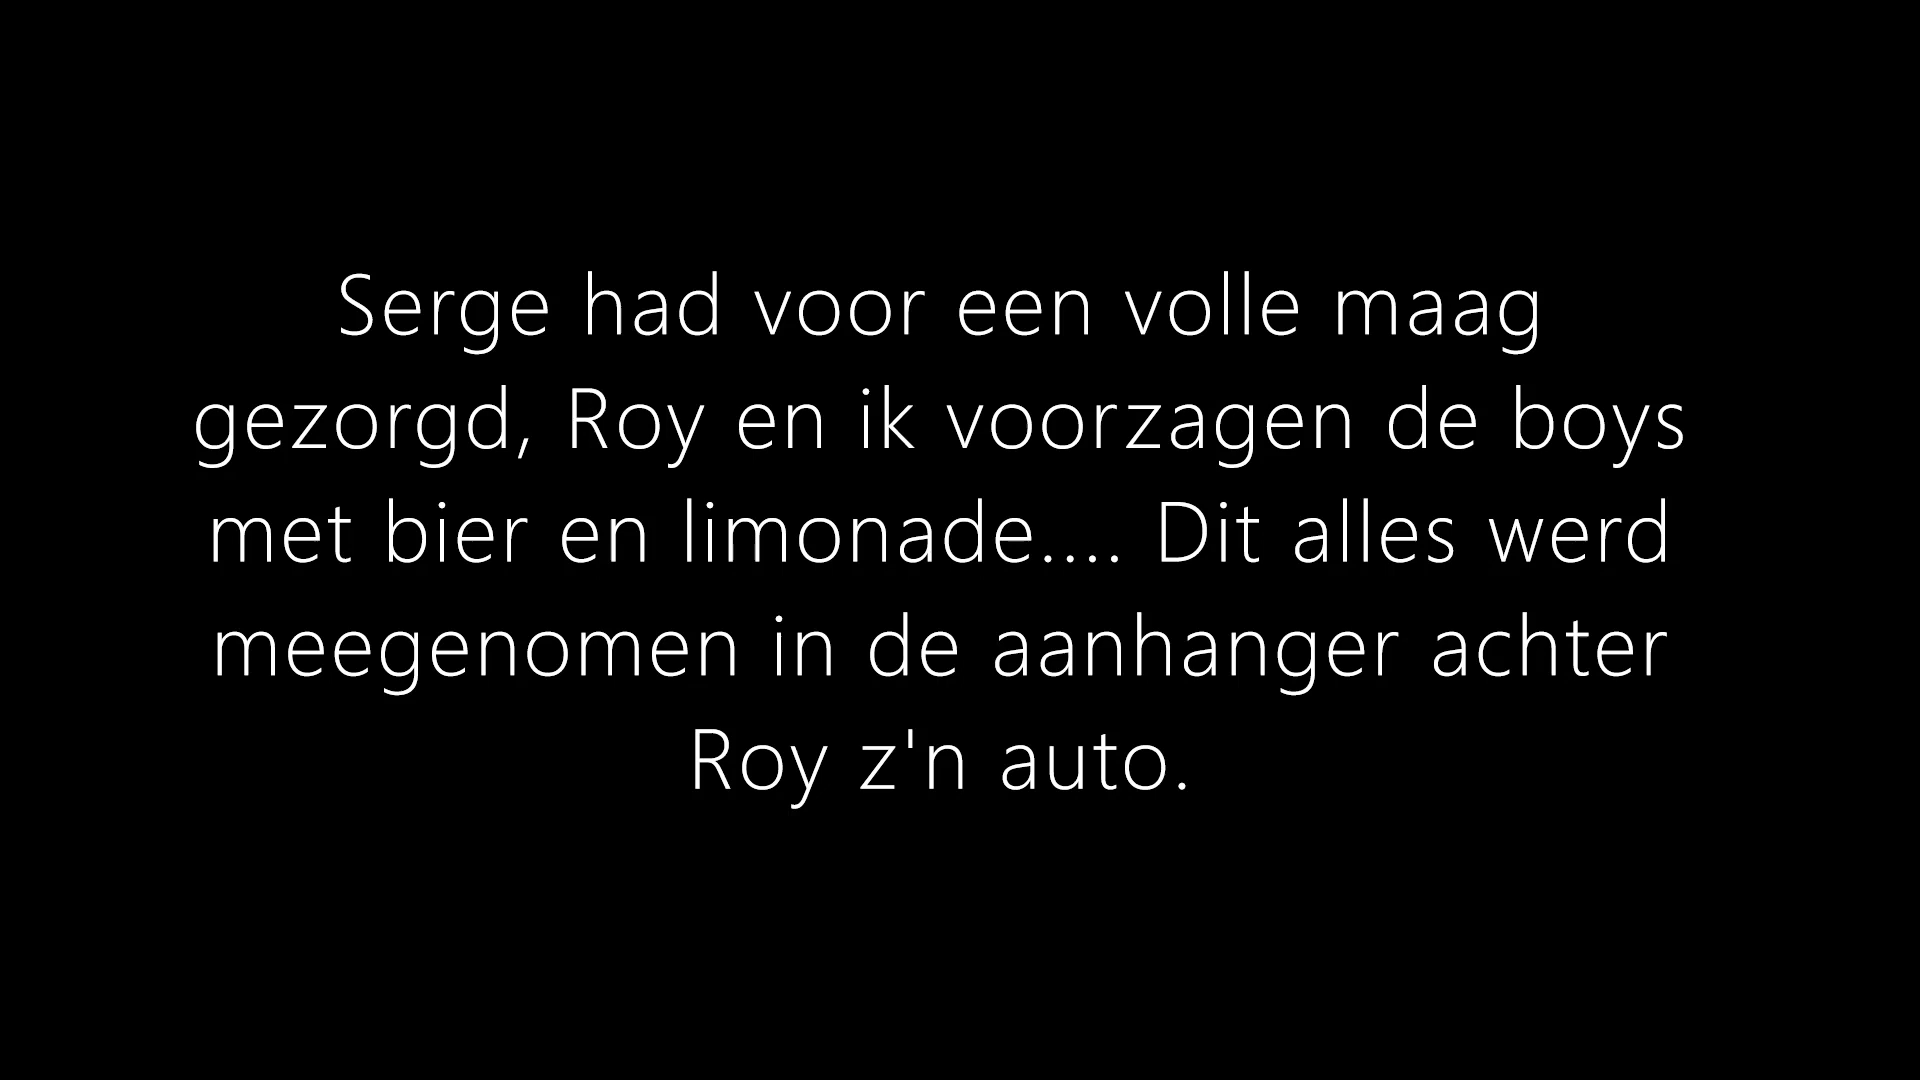 Serge had voor een volle maag
gezorgd, Roy en ik voorzagen de boys
met bier en limonade.... Dit alles werd
meegenomen in de aanhanger achter
Roy z'n auto.